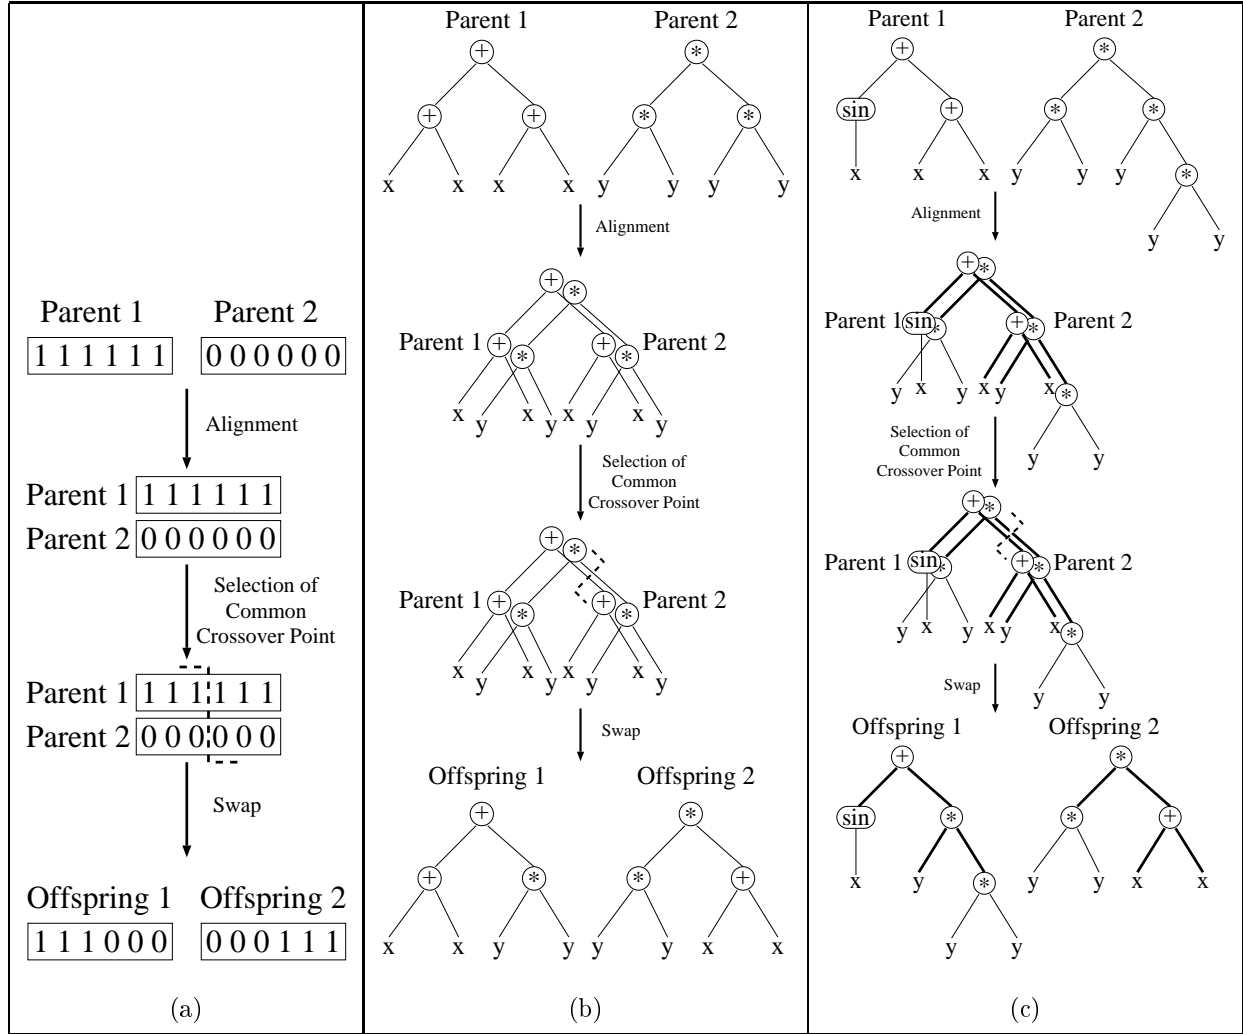 Parent 1 Parent 2
1 1 1 1 1 1 0 0 0 0 0 0
Alignment
Parent 1 1 1 1 1 1 1
Parent 2 0 0 0 0 0 0
Selection of
Common
Crossover Point
Parent 1 1 1 1 1 1 1
Parent 2 0 0 0 0 0 0
Swap
Offspring 1 Offspring 2
1 1 1 0 0 0 0 0 0 1 1 1
(a)
Parent 1 Parent 2
+ *
+ + * *
x x x x y y y y
Alignment
+ *
Parent 1 + * + * Parent 2
x y x y x y x y
Selection of
Common
Crossover Point
+ *
Parent 1 + * + * Parent 2
x y x y x y x y
Swap
Offspring 1 Offspring 2
+ *
+ * * +
x x y y y y x x
(b)
Parent 1 Parent 2
+ *
sin + * *
x x x y y y *
y y
Alignment
+ *
Parent 1 sin * + * Parent 2
y x y x y x *
y y
Selection of
Common
Crossover Point
+ *
Parent 1 sin * + * Parent 2
y x y x y x *
y y
Swap
Offspring 1 Offspring 2
+ *
sin * * +
x y * y y x x
y y
(c)